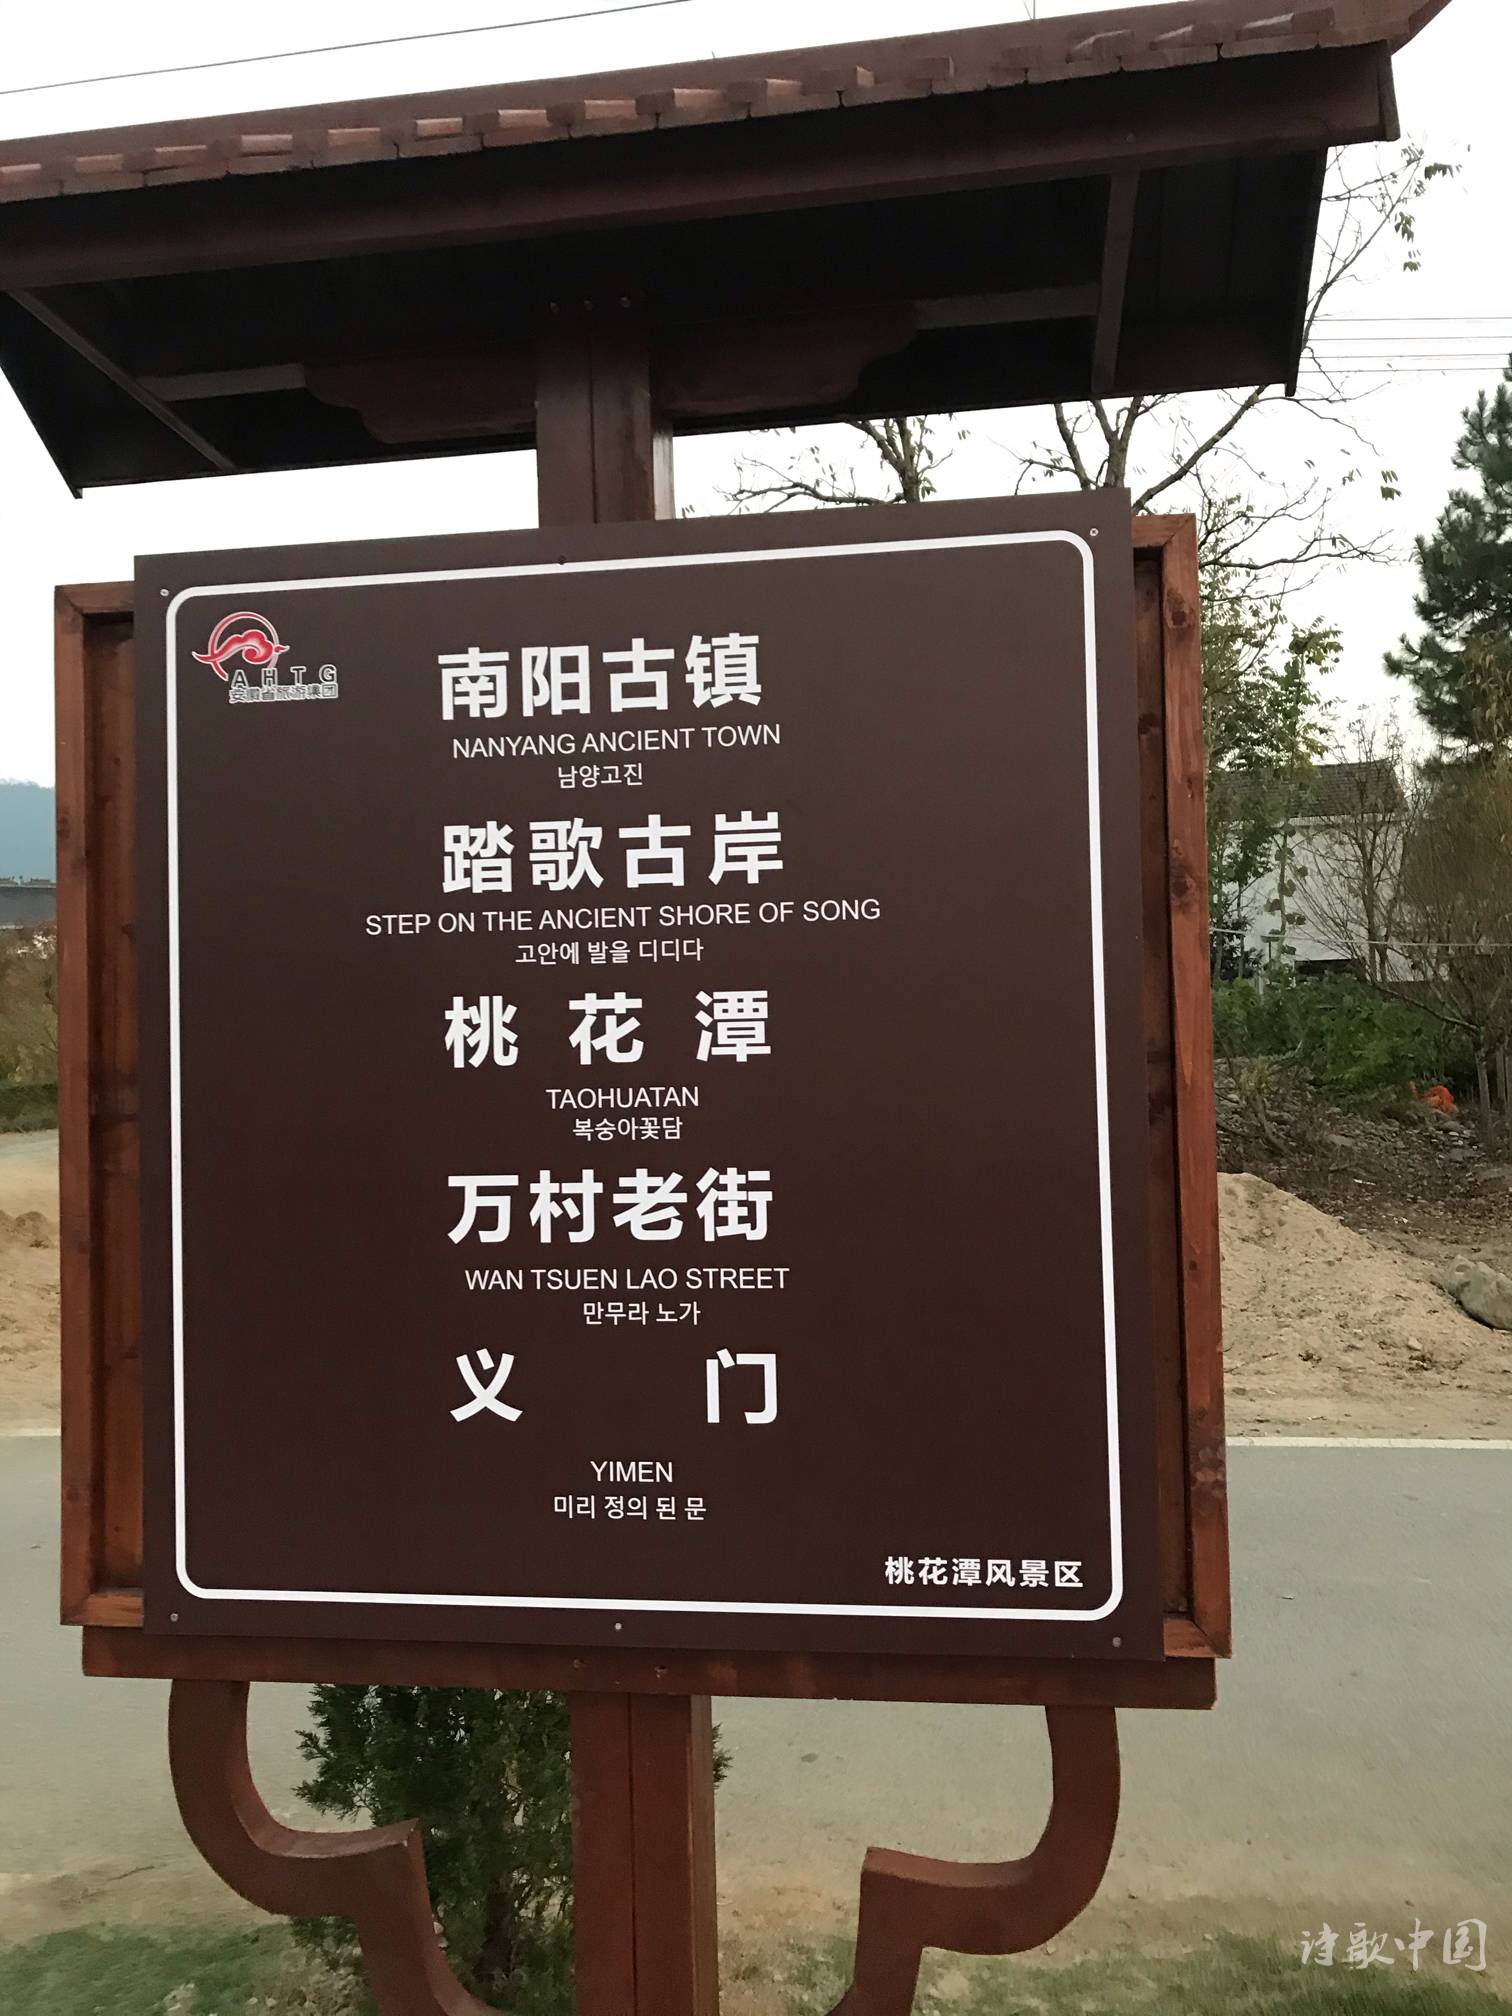 AHTG
安徽省旅游集团
南阳古镇
NANYANG ANCIENT TOWN
남양고진
踏歌古岸
STEP ON THE ANCIENT SHORE OF SONG
고안에 발을 디디다
桃花潭
TAOHUATAN
복숭아꽃담
万村老街
WAN TSUEN LAO STREET
만무라 노가
义门
YIMEN
미리 정의 된 문
桃花潭风景区
诗歌中国